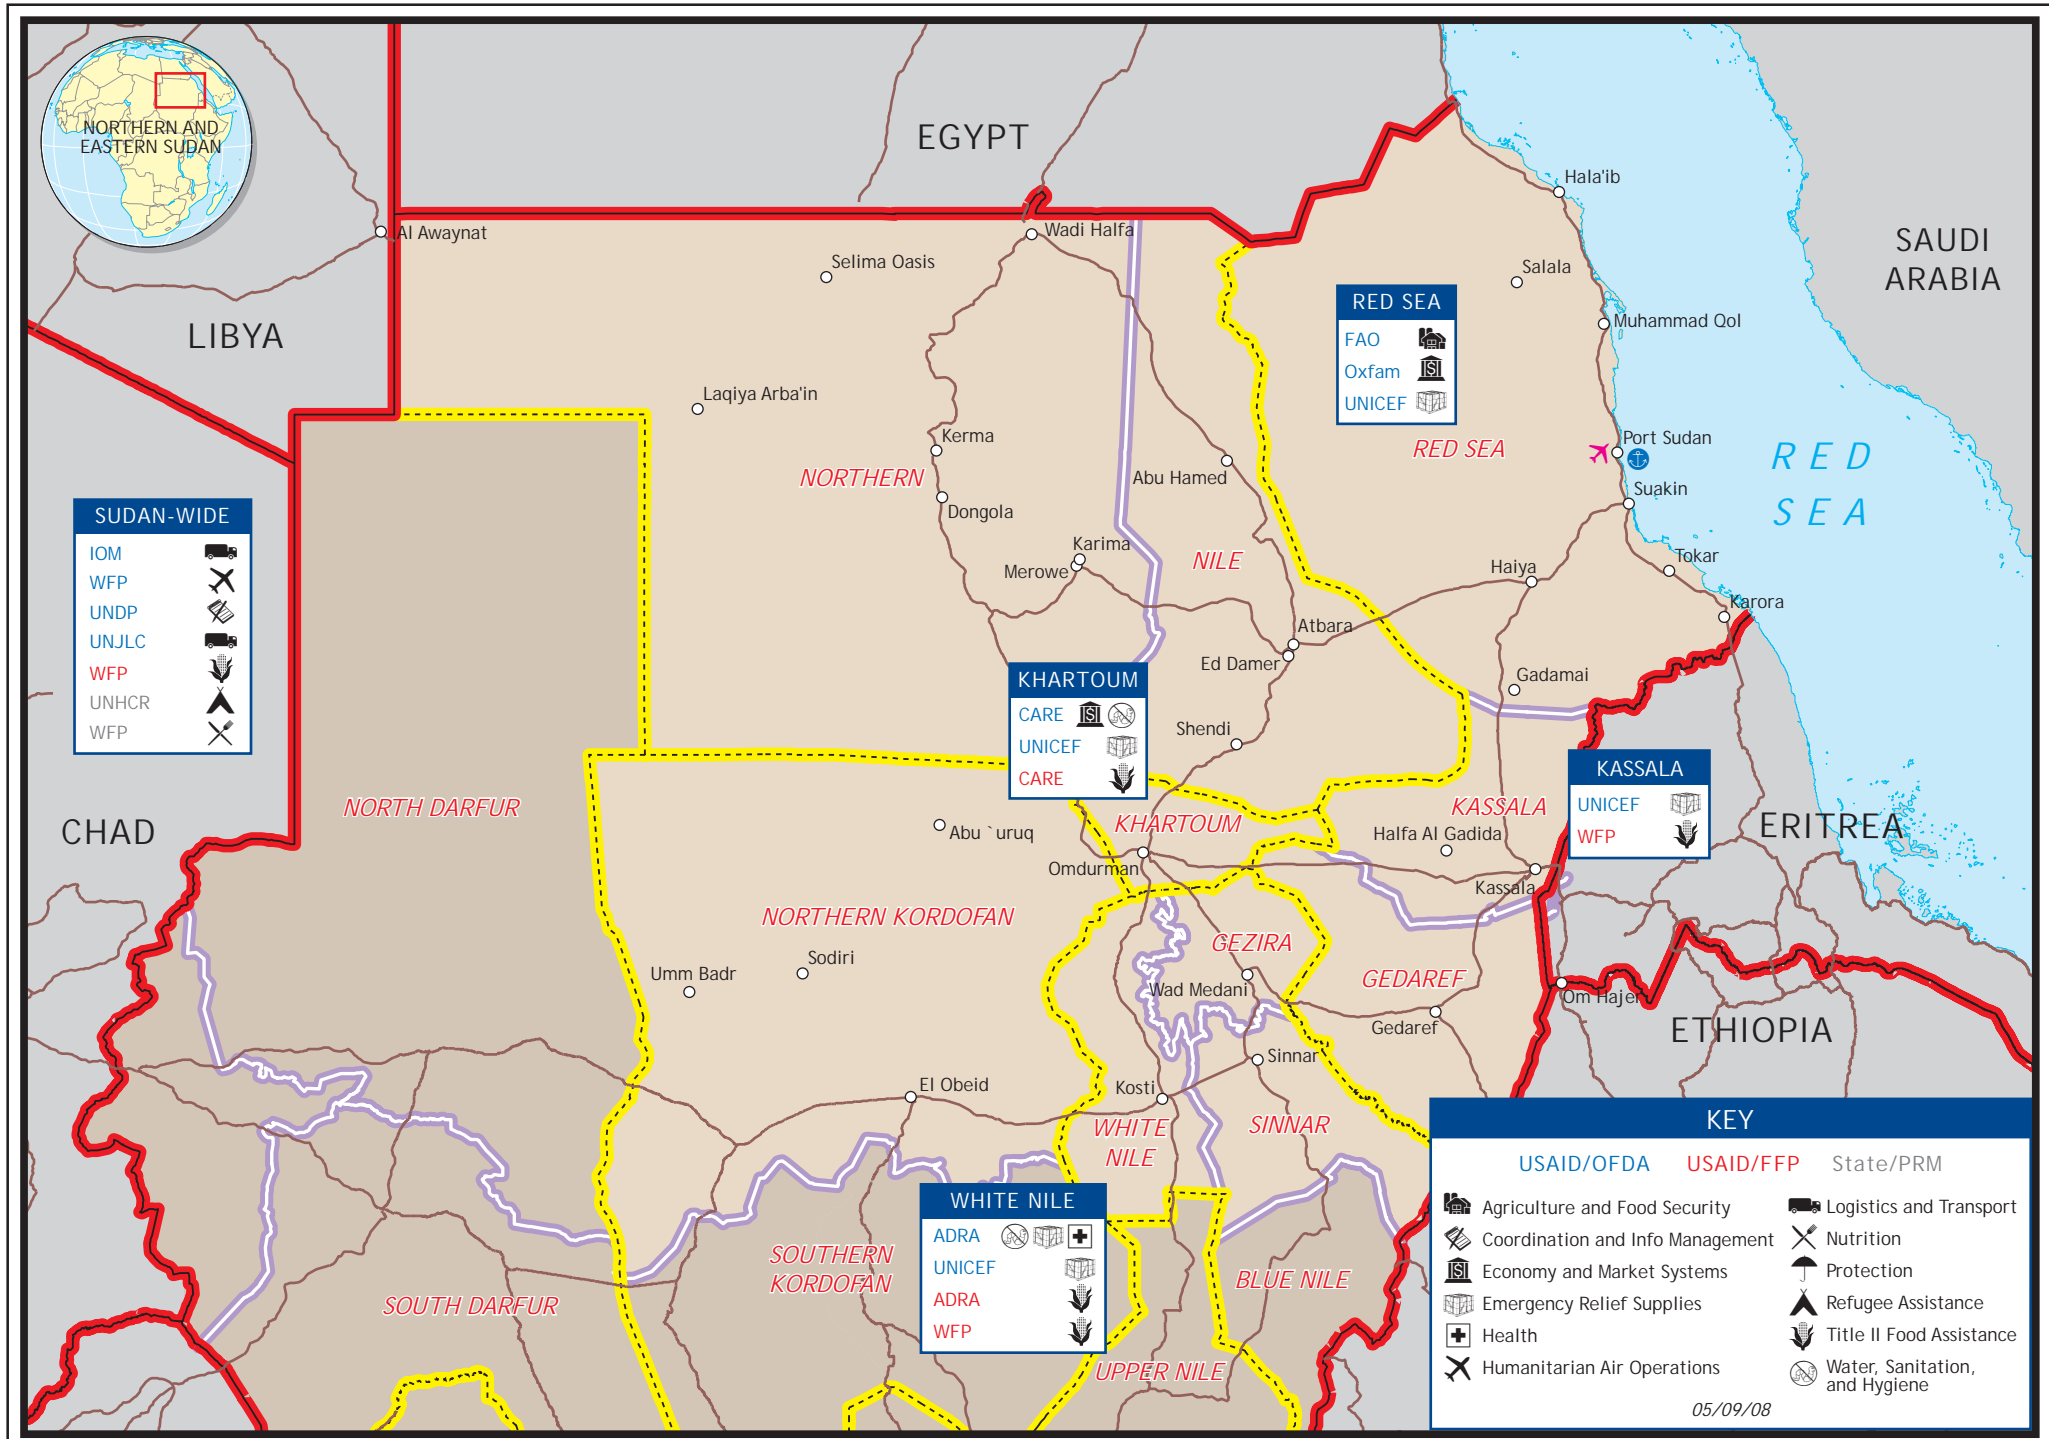 NORTHERN AND
EASTERN SUDAN
EGYPT
LIBYA
SAUDI
ARABIA
CHAD
ERITREA
ETHIOPIA
RED
SEA
Al Awaynat
Wadi Halfa
Selima Oasis
Hala'ib
Salala
Muhammad Qol
Laqiya Arba'in
Kerma
Dongola
Abu Hamed
Port Sudan
Suakin
Karima
Merowe
Haiya
Tokar
Karora
Atbara
Ed Damer
Gadamai
Shendi
Abu `uruq
Halfa Al Gadida
Omdurman
Kassala
Sodiri
Umm Badr
Wad Medani
Om Hajer
Gedaref
Sinnar
El Obeid
Kosti
NORTHERN
RED SEA
NILE
NORTH DARFUR
KHARTOUM
KASSALA
NORTHERN KORDOFAN
GEZIRA
GEDAREF
WHITE
NILE
SINNAR
SOUTHERN
KORDOFAN
SOUTH DARFUR
BLUE NILE
UPPER NILE
SUDAN-WIDE
IOM
WFP
UNDP
UNJLC
WFP
UNHCR
WFP
RED SEA
FAO
Oxfam
UNICEF
KHARTOUM
CARE
UNICEF
CARE
KASSALA
UNICEF
WFP
WHITE NILE
ADRA
UNICEF
ADRA
WFP
KEY
USAID/OFDA USAID/FFP State/PRM
Agriculture and Food Security
Coordination and Info Management
Economy and Market Systems
Emergency Relief Supplies
Health
Humanitarian Air Operations
Logistics and Transport
Nutrition
Protection
Refugee Assistance
Title II Food Assistance
Water, Sanitation,
and Hygiene
05/09/08